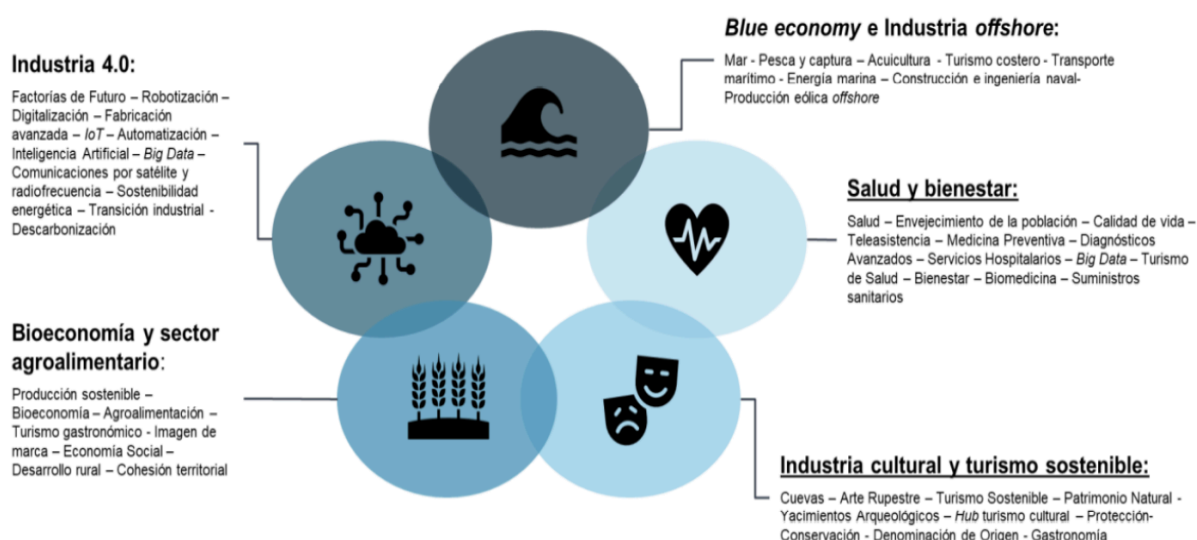 Blue economy e Industria offshore:
Mar - Pesca y captura – Acuicultura - Turismo costero - Transporte
marítimo - Energía marina – Construcción e ingeniería naval-
Producción eólica offshore
Industria 4.0:
Factorías de Futuro – Robotización –
Digitalización – Fabricación
avanzada – IoT – Automatización –
Inteligencia Artificial – Big Data –
Comunicaciones por satélite y
radiofrecuencia – Sostenibilidad
energética – Transición industrial -
Descarbonización
Salud y bienestar:
Salud – Envejecimiento de la población – Calidad de vida –
Teleasistencia – Medicina Preventiva – Diagnósticos
Avanzados – Servicios Hospitalarios – Big Data – Turismo
de Salud – Bienestar – Biomedicina – Suministros
sanitarios
Bioeconomía y sector
agroalimentario:
Producción sostenible –
Bioeconomía – Agroalimentación –
Turismo gastronómico - Imagen de
marca – Economía Social –
Desarrollo rural – Cohesión territorial
Industria cultural y turismo sostenible:
Cuevas – Arte Rupestre – Turismo Sostenible – Patrimonio Natural -
Yacimientos Arqueológicos – Hub turismo cultural – Protección-
Conservación - Denominación de Origen - Gastronomía